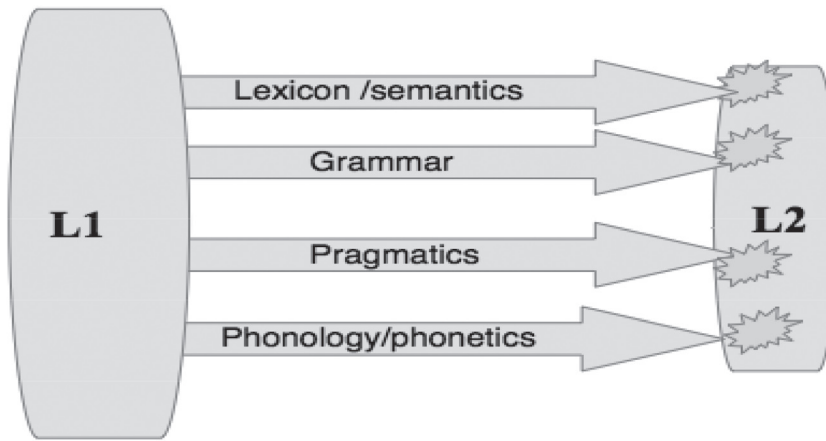 Lexicon /semantics
Grammar
L1
L2
Pragmatics
Phonology/phonetics